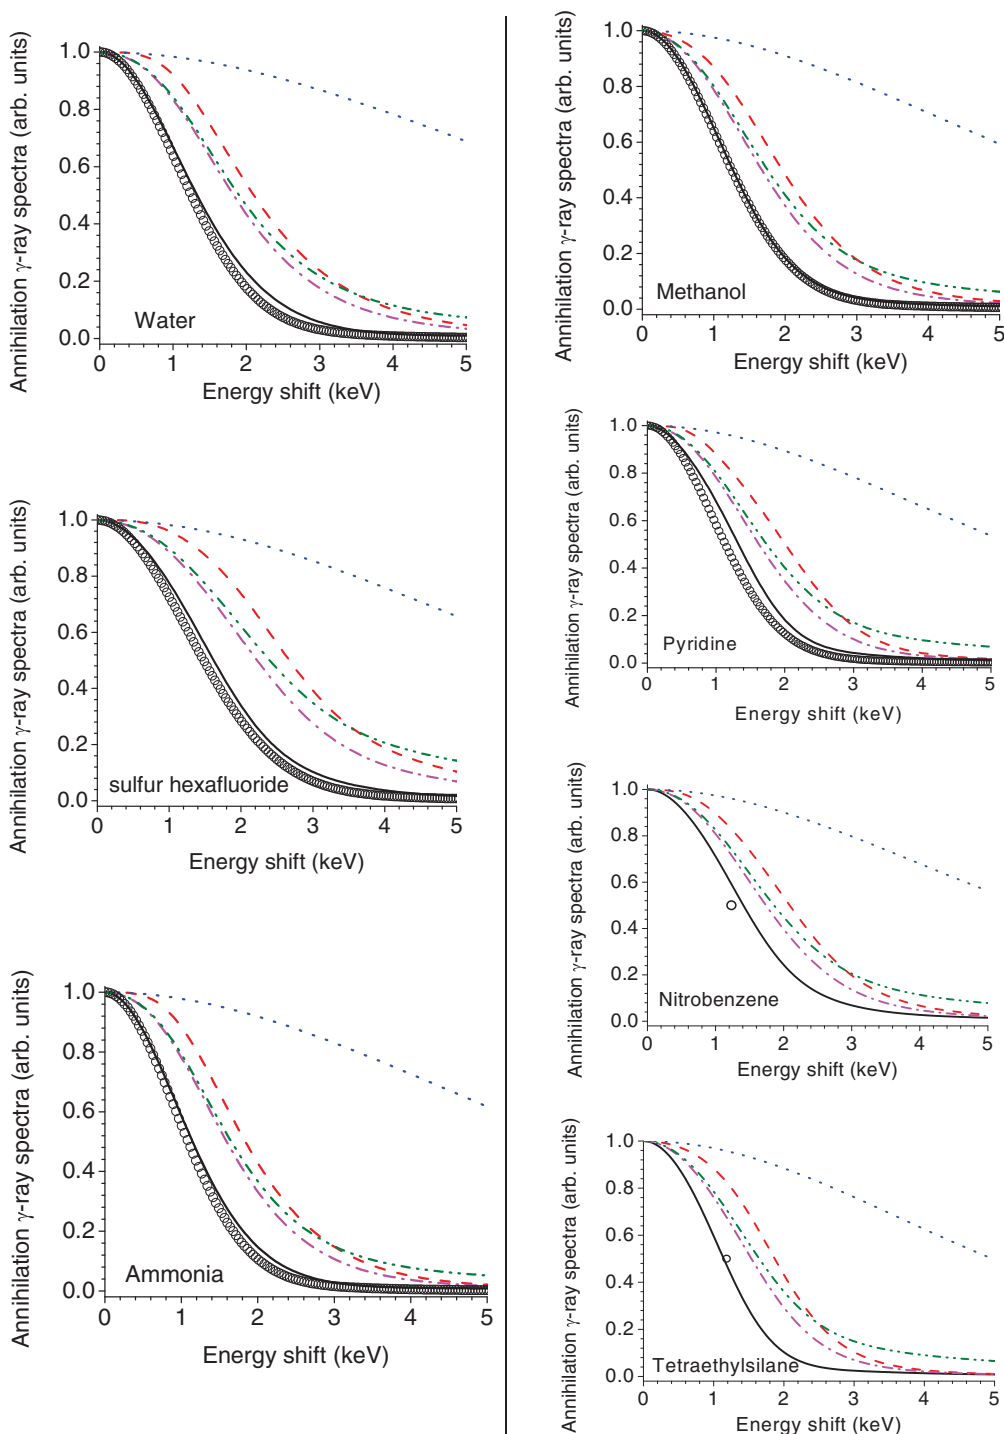 Annihilation γ-ray spectra (arb. units)
1.0
0.8
0.6
0.4
0.2
0.0
Water
0 1 2 3 4 5
Energy shift (keV)
Annihilation γ-ray spectra (arb. units)
1.0
0.8
0.6
0.4
0.2
0.0
sulfur hexafluoride
0 1 2 3 4 5
Energy shift (keV)
Annihilation γ-ray spectra (arb. units)
1.0
0.8
0.6
0.4
0.2
0.0
Ammonia
0 1 2 3 4 5
Energy shift (keV)
Annihilation γ-ray spectra (arb. units)
1.0
0.8
0.6
0.4
0.2
0.0
Methanol
0 1 2 3 4 5
Energy shift (keV)
Annihilation γ-ray spectra (arb. units)
1.0
0.8
0.6
0.4
0.2
0.0
Pyridine
0 1 2 3 4 5
Energy shift (keV)
Annihilation γ-ray spectra (arb. units)
1.0
0.8
0.6
0.4
0.2
0.0
Nitrobenzene
0 1 2 3 4 5
Energy shift (keV)
Annihilation γ-ray spectra (arb. units)
1.0
0.8
0.6
0.4
0.2
0.0
Tetraethylsilane
0 1 2 3 4 5
Energy shift (keV)